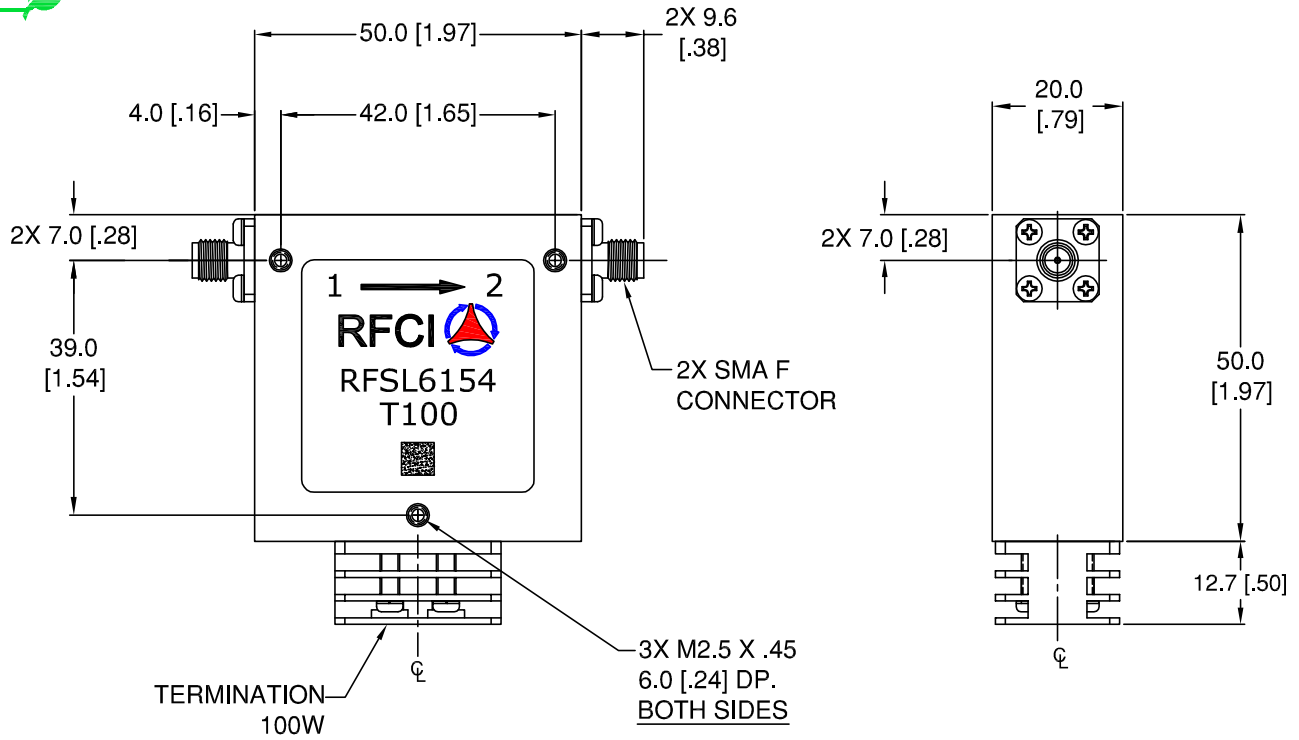 50.0 [1.97]
2X 9.6
[.38]
4.0 [.16]
42.0 [1.65]
20.0
[.79]
2X 7.0 [.28]
2X 7.0 [.28]
1 2
RFCI
RFSL6154
T100
39.0
[1.54]
2X SMA F
CONNECTOR
50.0
[1.97]
12.7 [.50]
3X M2.5 X .45
6.0 [.24] DP.
BOTH SIDES
TERMINATION
100W
℄
℄